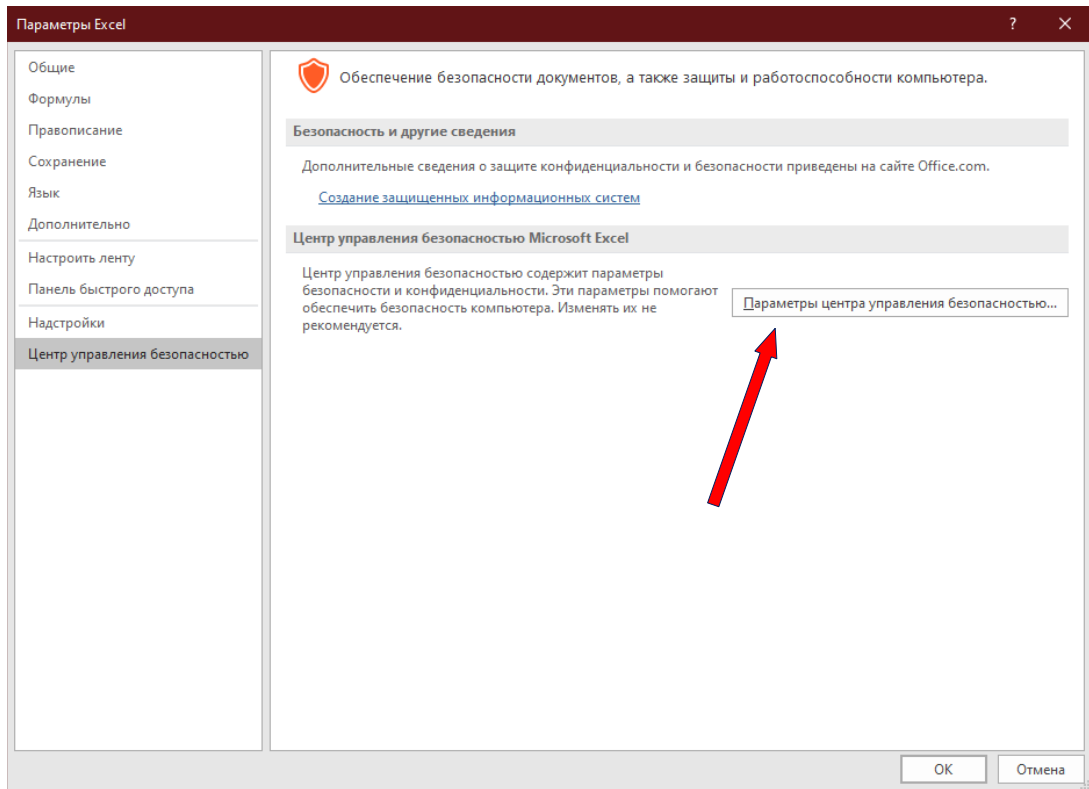 Параметры Excel
?
Общие
Формулы
Правописание
Сохранение
Язык
Дополнительно
Настроить ленту
Панель быстрого доступа
Надстройки
Центр управления безопасностью
Обеспечение безопасности документов, а также защиты и работоспособности компьютера.
Безопасность и другие сведения
Дополнительные сведения о защите конфиденциальности и безопасности приведены на сайте Office.com.
Создание защищенных информационных систем
Центр управления безопасностью Microsoft Excel
Центр управления безопасностью содержит параметры
безопасности и конфиденциальности. Эти параметры помогают
обеспечить безопасность компьютера. Изменять их не
рекомендуется.
Параметры центра управления безопасностью...
ОК
Отмена